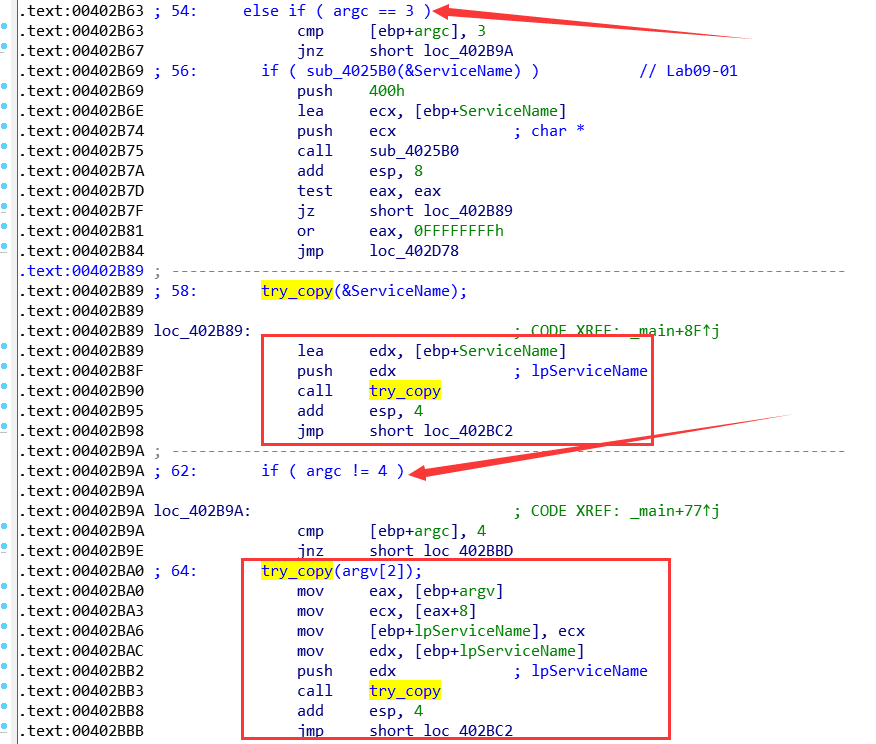 .text:00402B63 ; 54:     else if ( argc == 3 )
.text:00402B63                 cmp     [ebp+argc], 3
.text:00402B67                 jnz     short loc_402B9A
.text:00402B69 ; 56:       if ( sub_4025B0(&ServiceName) )          // Lab09-01
.text:00402B69                 push    400h
.text:00402B6E                 lea     ecx, [ebp+ServiceName]
.text:00402B74                 push    ecx             ; char *
.text:00402B75                 call    sub_4025B0
.text:00402B7A                 add     esp, 8
.text:00402B7D                 test    eax, eax
.text:00402B7F                 jz      short loc_402B89
.text:00402B81                 or      eax, 0FFFFFFFFh
.text:00402B84                 jmp     loc_402D78
.text:00402B89 ; ---------------------------------------------------------------------------
.text:00402B89 ; 58:       try_copy(&ServiceName);
.text:00402B89
.text:00402B89 loc_402B89:                             ; CODE XREF: _main+8F↑j
.text:00402B89                 lea     edx, [ebp+ServiceName]
.text:00402B8F                 push    edx             ; lpServiceName
.text:00402B90                 call    try_copy
.text:00402B95                 add     esp, 4
.text:00402B98                 jmp     short loc_402BC2
.text:00402B9A ; ---------------------------------------------------------------------------
.text:00402B9A ; 62:       if ( argc != 4 )
.text:00402B9A
.text:00402B9A loc_402B9A:                             ; CODE XREF: _main+77↑j
.text:00402B9A                 cmp     [ebp+argc], 4
.text:00402B9E                 jnz     short loc_402BBD
.text:00402BA0 ; 64:       try_copy(argv[2]);
.text:00402BA0                 mov     eax, [ebp+argv]
.text:00402BA3                 mov     ecx, [eax+8]
.text:00402BA6                 mov     [ebp+lpServiceName], ecx
.text:00402BAC                 mov     edx, [ebp+lpServiceName]
.text:00402BB2                 push    edx             ; lpServiceName
.text:00402BB3                 call    try_copy
.text:00402BB8                 add     esp, 4
.text:00402BBB                 jmp     short loc_402BC2